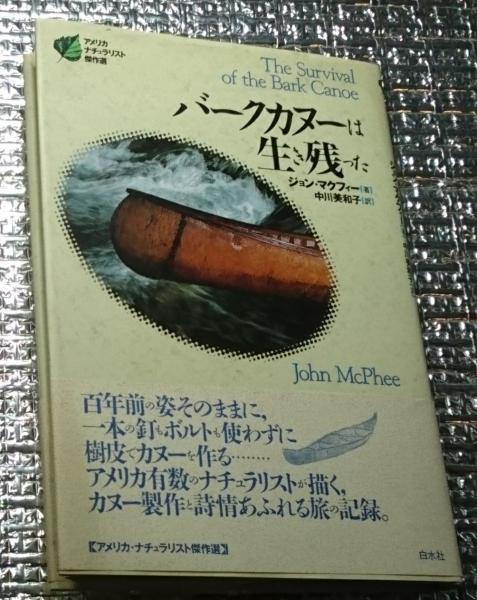 アメリカ
ナチュラリスト
傑作選
The Survival
of the Bark Canoe
バークカヌーは
生き残った
ジョン・マクフィー[著]
中川美和子[訳]
John McPhee
百年前の姿そのままに,
一本の釘もボルトも使わずに
樹皮でカヌーを作る………
アメリカ有数のナチュラリストが描く,
カヌー製作と詩情あふれる旅の記録。
【アメリカ・ナチュラリスト傑作選】
白水社